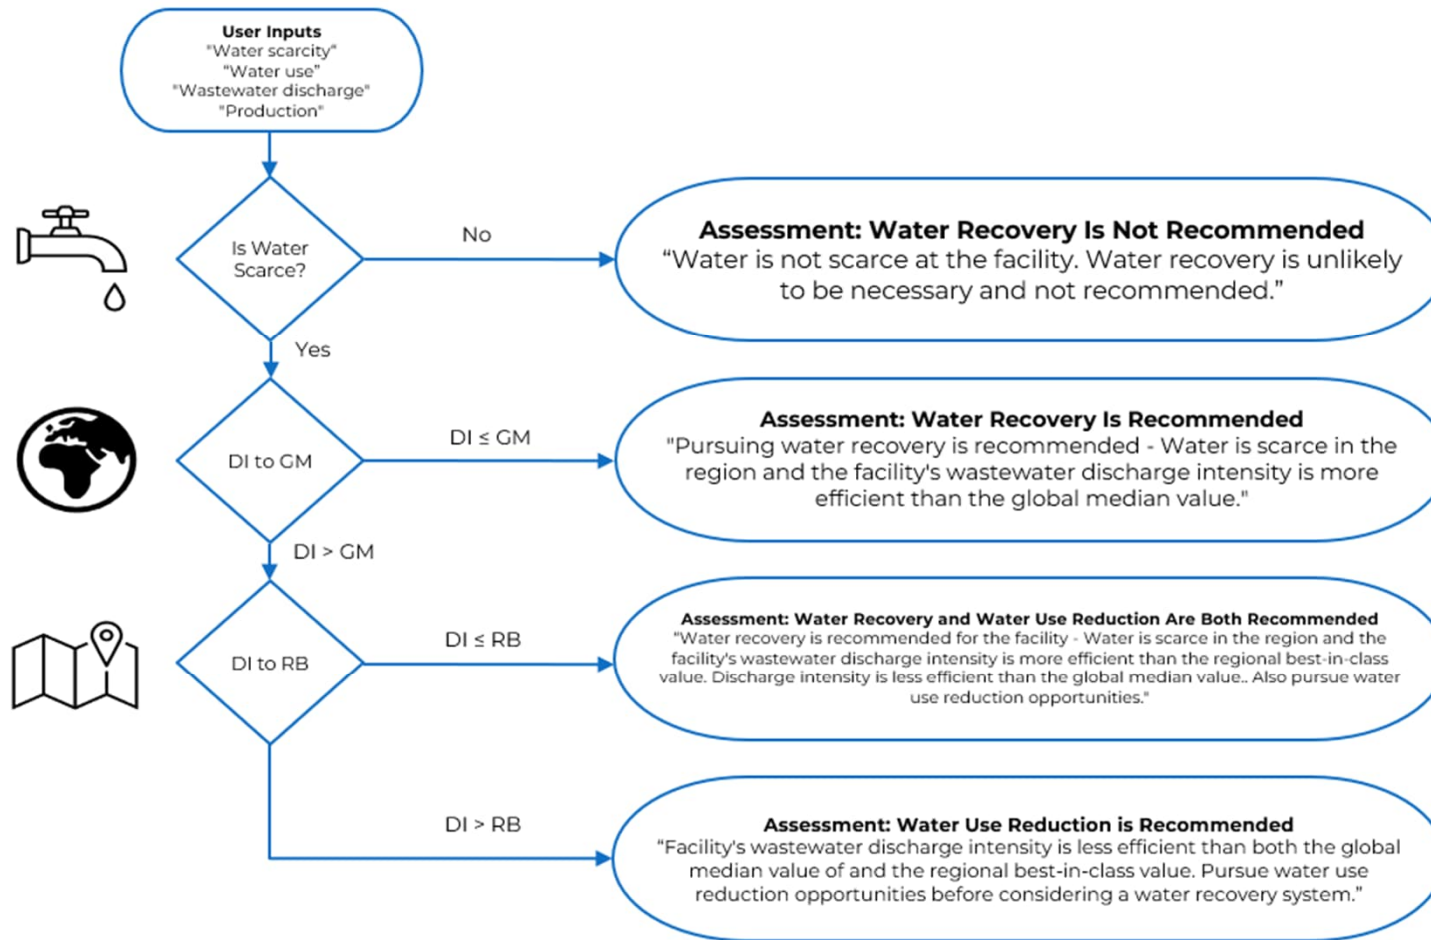 User Inputs
"Water scarcity"
“Water use”
"Wastewater discharge"
"Production"
Is Water
Scarce?
No
Assessment: Water Recovery Is Not Recommended
“Water is not scarce at the facility. Water recovery is unlikely
to be necessary and not recommended.”
Yes
DI to GM
DI ≤ GM
Assessment: Water Recovery Is Recommended
"Pursuing water recovery is recommended - Water is scarce in the
region and the facility's wastewater discharge intensity is more
efficient than the global median value."
DI > GM
DI to RB
DI ≤ RB
Assessment: Water Recovery and Water Use Reduction Are Both Recommended
"Water recovery is recommended for the facility - Water is scarce in the region and the
facility's wastewater discharge intensity is more efficient than the regional best-in-class
value. Discharge intensity is less efficient than the global median value.. Also pursue water
use reduction opportunities."
DI > RB
Assessment: Water Use Reduction is Recommended
“Facility's wastewater discharge intensity is less efficient than both the global
median value of and the regional best-in-class value. Pursue water use
reduction opportunities before considering a water recovery system.”